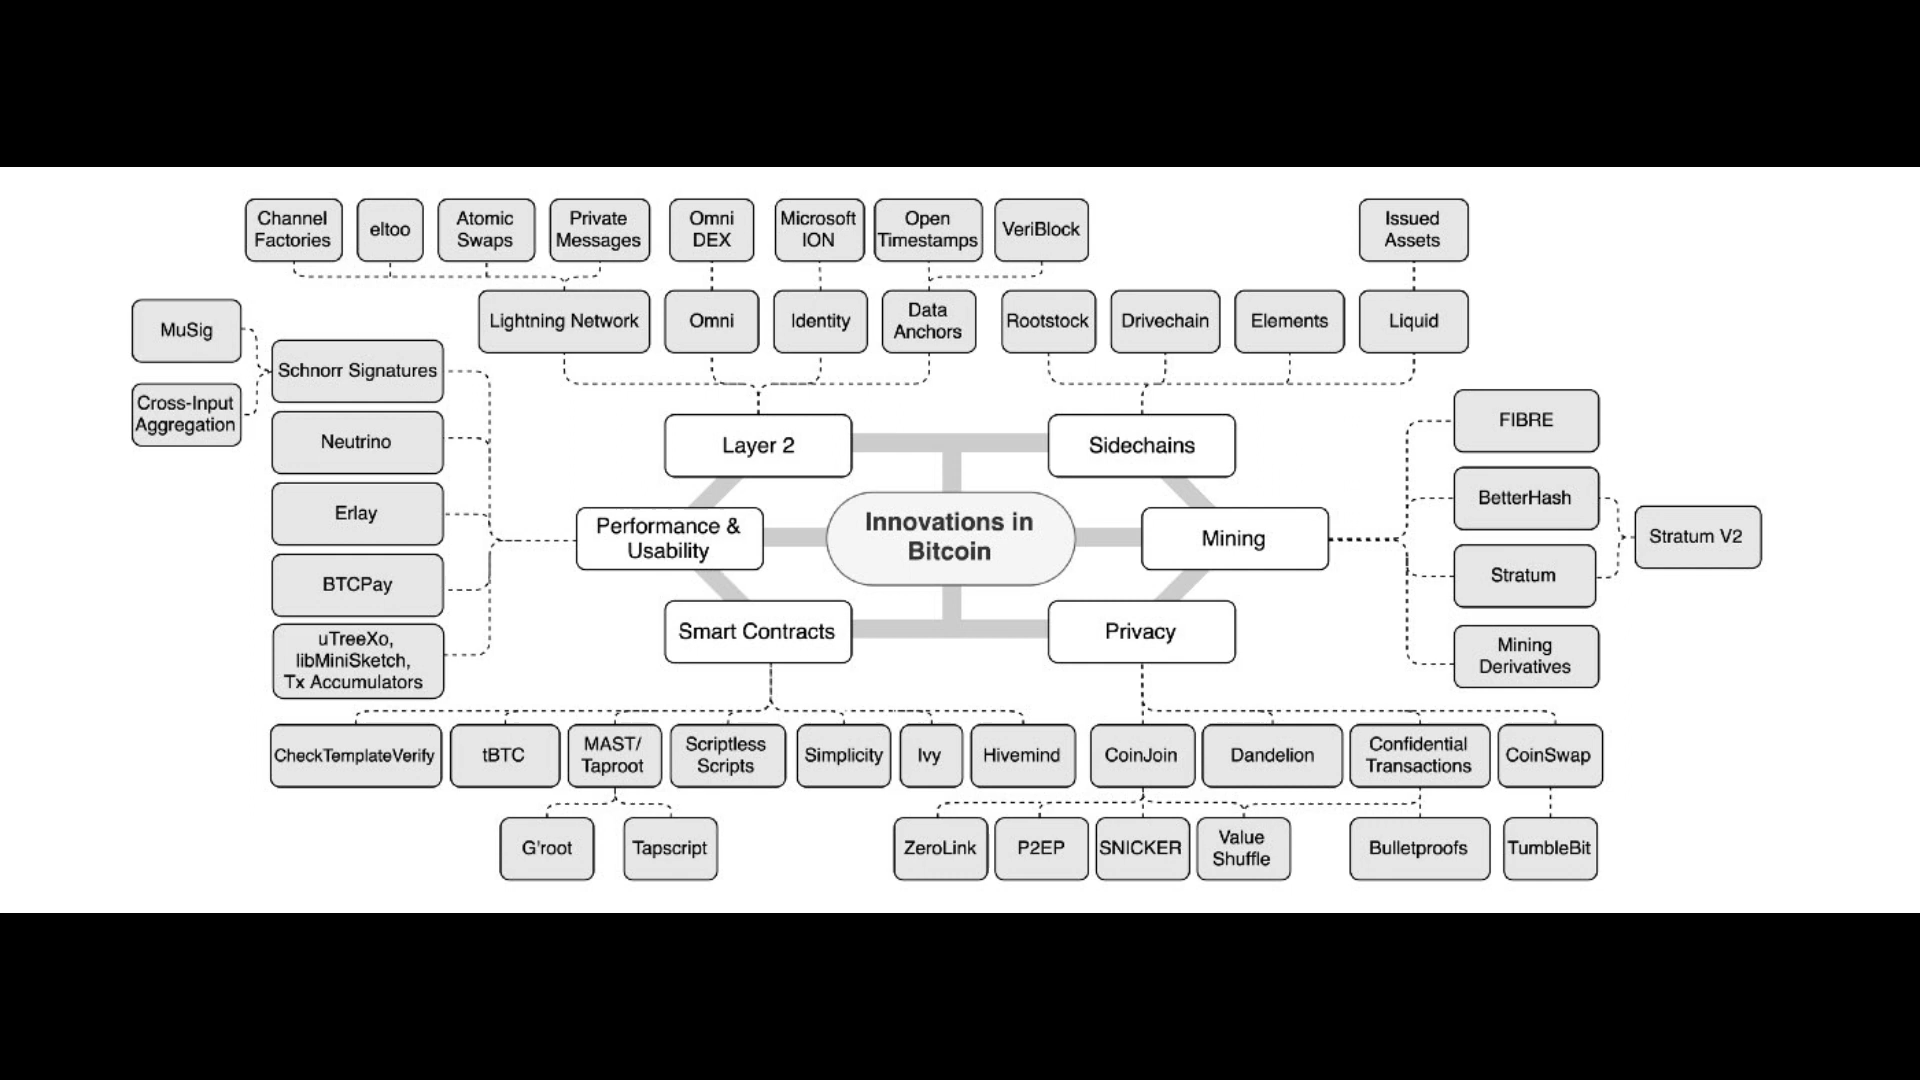 Channel
Factories
eltoo
Atomic
Swaps
Private
Messages
Omni
DEX
Microsoft
ION
Open
Timestamps
VeriBlock
Issued
Assets
Lightning Network
Omni
Identity
Data
Anchors
Rootstock
Drivechain
Elements
Liquid
MuSig
Cross-Input
Aggregation
Schnorr Signatures
Neutrino
Erlay
BTCPay
uTreeXo,
libMiniSketch,
Tx Accumulators
Layer 2
Sidechains
Performance &
Usability
Innovations in
Bitcoin
Mining
Smart Contracts
Privacy
FIBRE
BetterHash
Stratum
Mining
Derivatives
Stratum V2
CheckTemplateVerify
tBTC
MAST/
Taproot
Scriptless
Scripts
Simplicity
Ivy
Hivemind
CoinJoin
Dandelion
Confidential
Transactions
CoinSwap
G'root
Tapscript
ZeroLink
P2EP
SNICKER
Value
Shuffle
Bulletproofs
TumbleBit